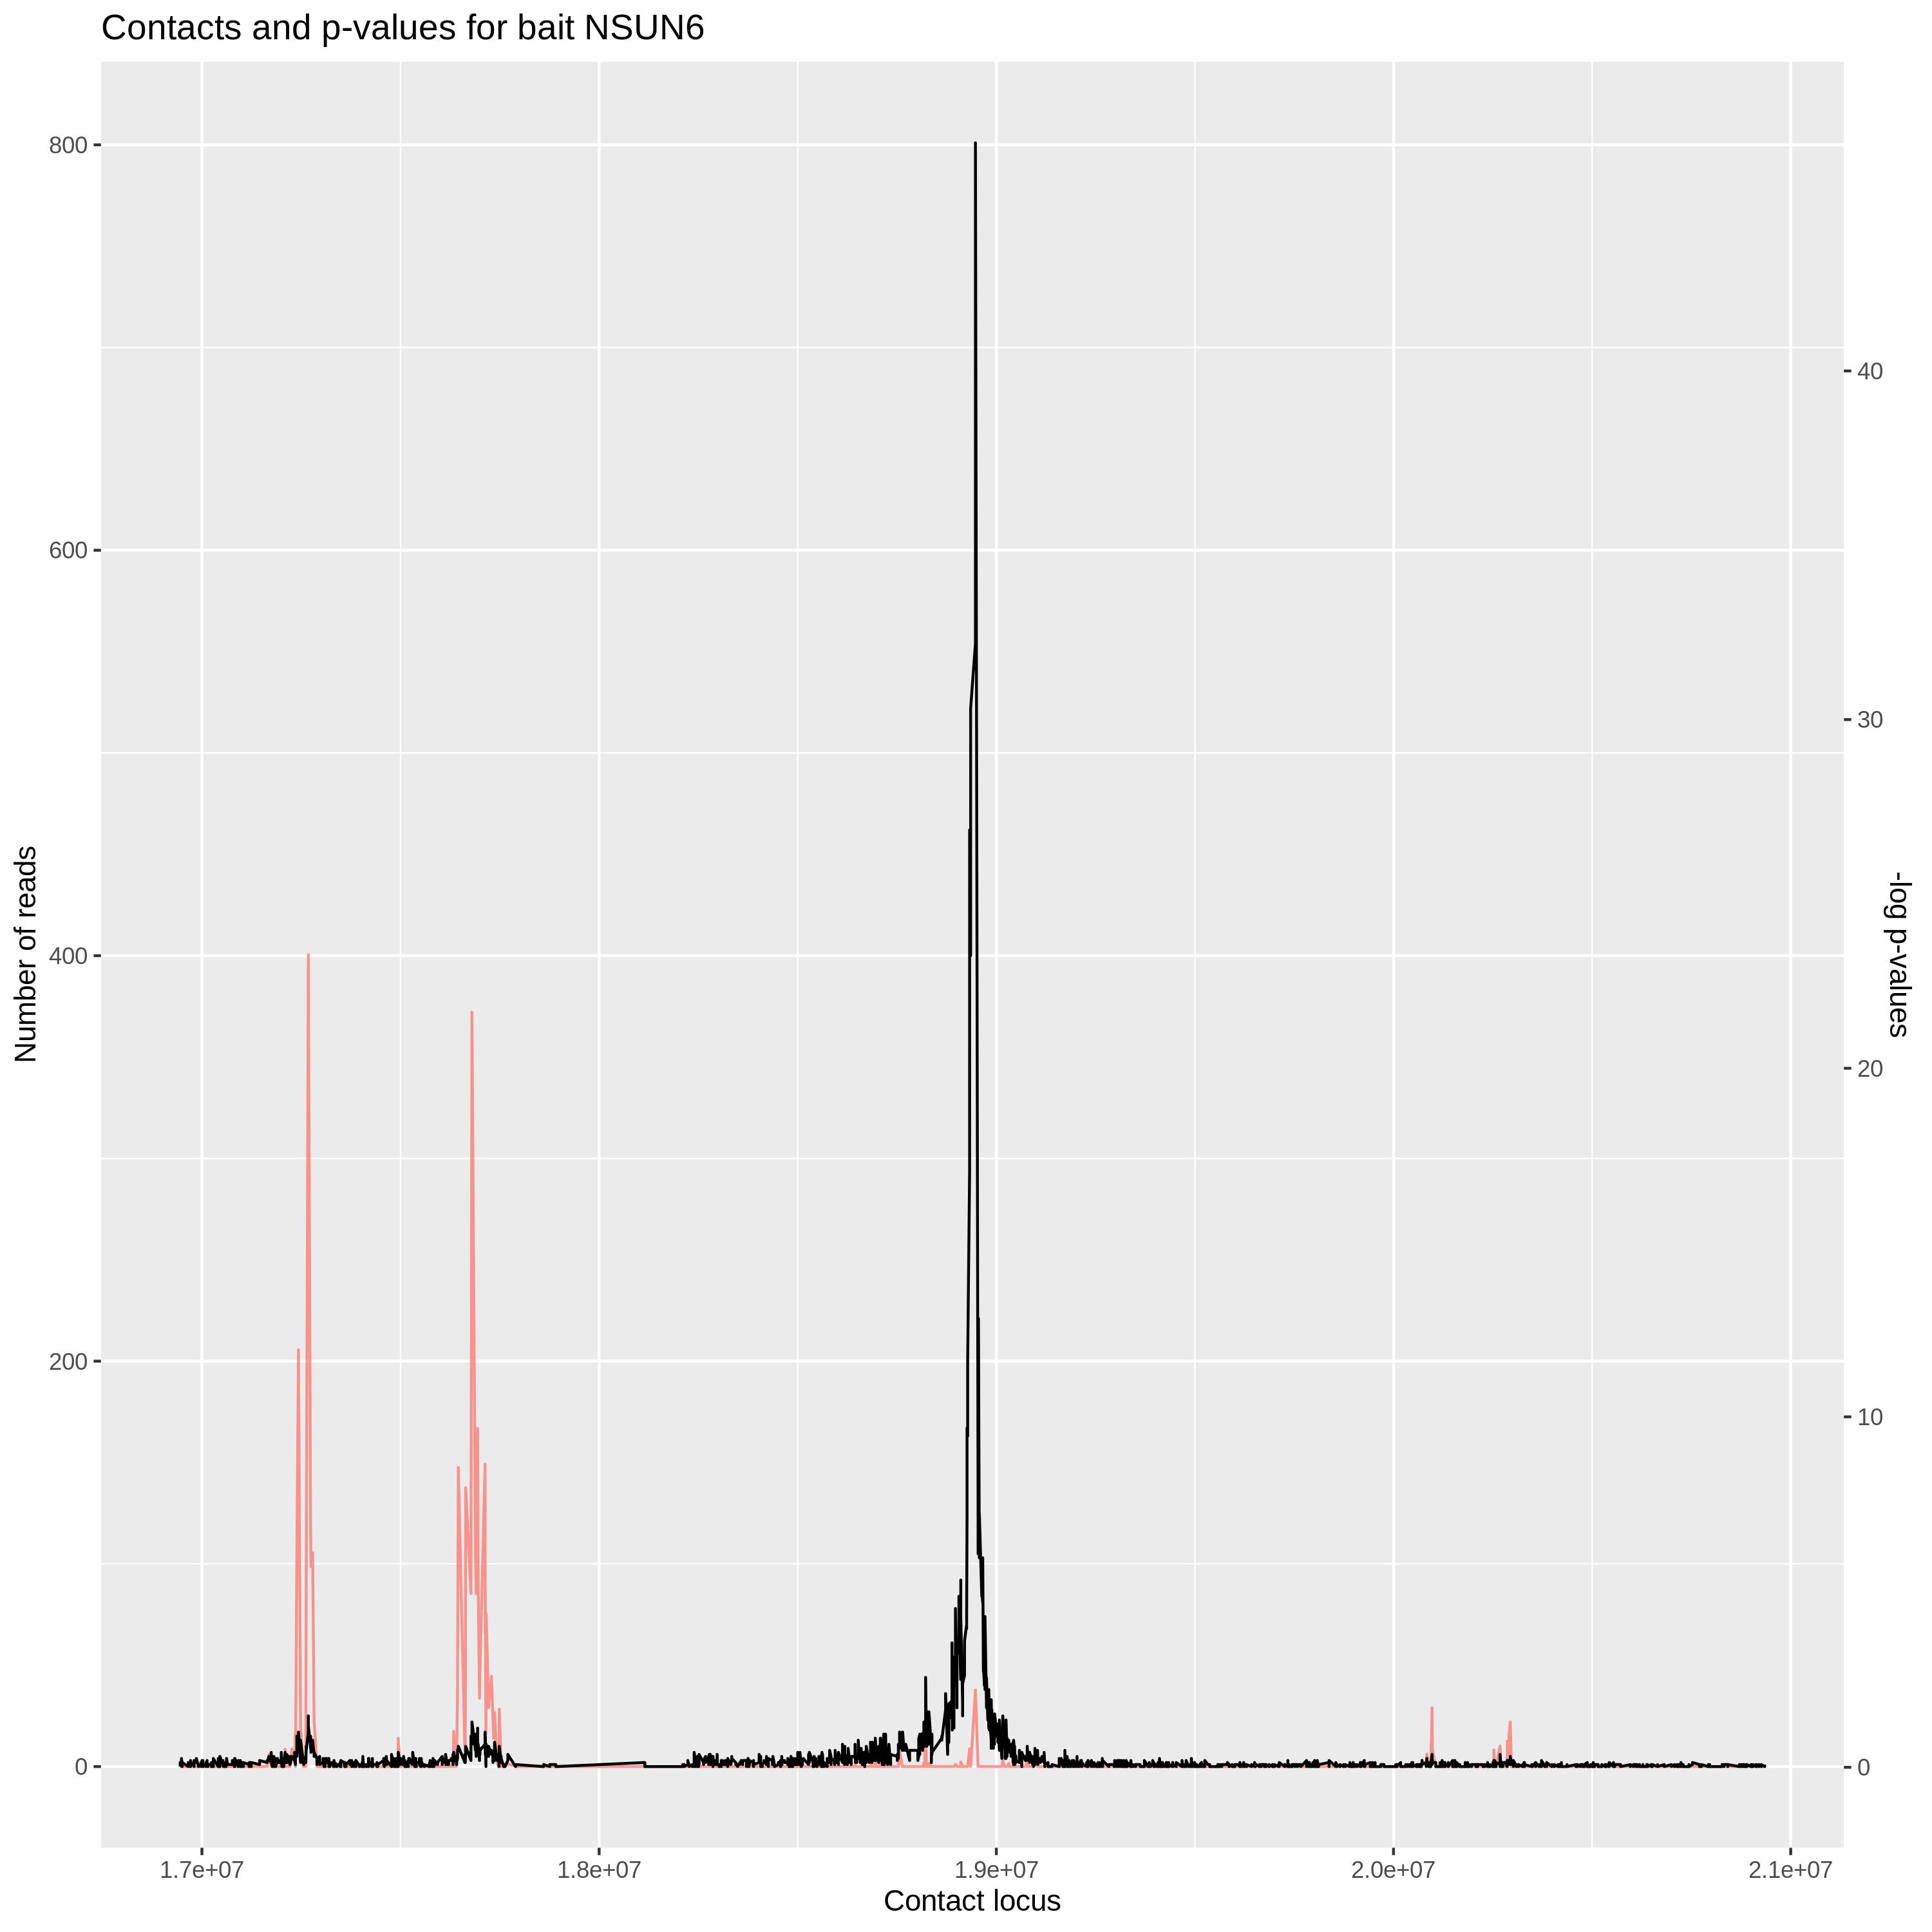 Contacts and p-values for bait NSUN6
800
600
400
200
0
Number of reads
40
30
20
10
0
-log p-values
1.7e+07 1.8e+07 1.9e+07 2.0e+07 2.1e+07
Contact locus